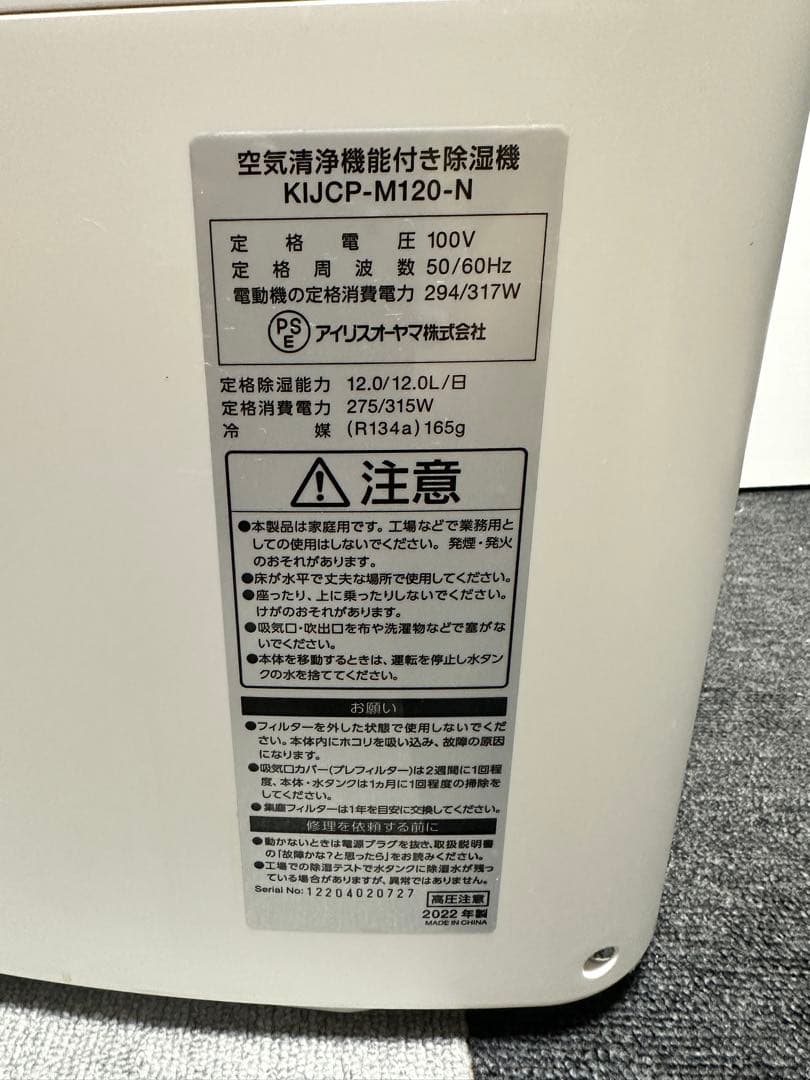 空気清浄機能付き除湿機
KIJCP-M120-N
定格電圧 100V
定格周波数 50/60Hz
電動機の定格消費電力 294/317W
PSE アイリスオーヤマ株式会社
定格除湿能力 12.0/12.0L/日
定格消費電力 275/315W
冷媒 (R134a)165g
注意
●本製品は家庭用です。工場などで業務用と
しての使用はしないでください。発煙・発火
のおそれがあります。
●床が水平で丈夫な場所で使用してください。
●座ったり、上に乗ったりしないでください。
けがのおそれがあります。
●吸気口・吹出口を布や洗濯物などで塞がな
いでください。
●本体を移動するときは、運転を停止し水タン
クの水を捨ててください。
お願い
●フィルターを外した状態で使用しないでくだ
さい。本体内にホコリを吸い込み、故障の原因
になります。
●吸気口カバー(プレフィルター)は2週間に1回程
度、本体・水タンクは1ヵ月に1回程度の掃除を
してください。
●集塵フィルターは1年を目安に交換してください。
修理を依頼する前に
●動かないときは電源プラグを抜き、取扱説明書
の「故障かな?と思ったら」をお読みください。
●工場での除湿テストで水タンクに除湿水が残っ
ている場合がありますが、異常ではありません。
Serial No: 12204020727
高圧注意
2022年製
MADE IN CHINA